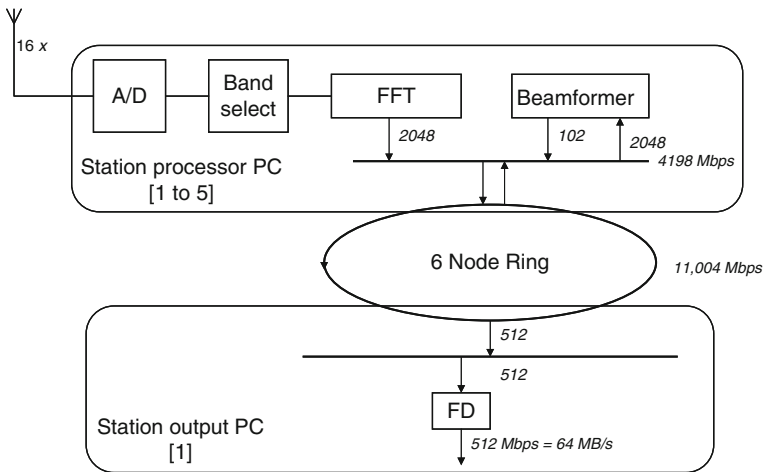 16 x
A/D
Band
select
FFT
Beamformer
2048
102
2048
4198 Mbps
Station processor PC
[1 to 5]
6 Node Ring
11,004 Mbps
512
512
FD
Station output PC
[1]
512 Mbps = 64 MB/s